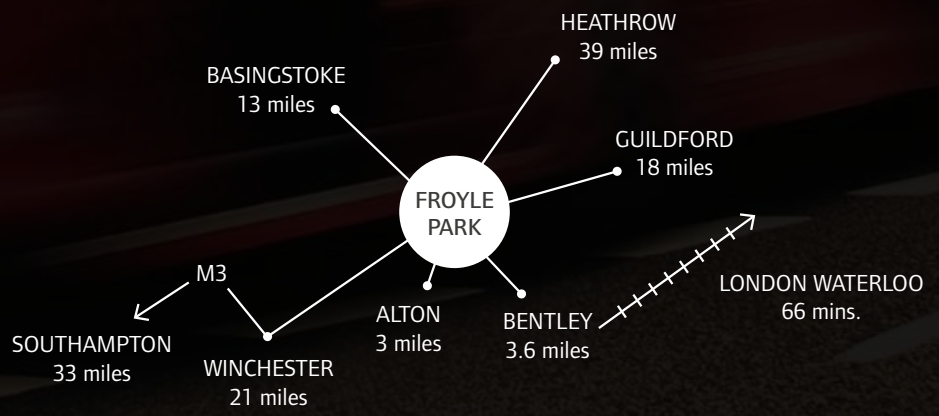 HEATHROW
39 miles
BASINGSTOKE
13 miles
GUILDFORD
18 miles
FROYLE
PARK
M3
SOUTHAMPTON
33 miles
WINCHESTER
21 miles
ALTON
3 miles
BENTLEY
3.6 miles
LONDON WATERLOO
66 mins.